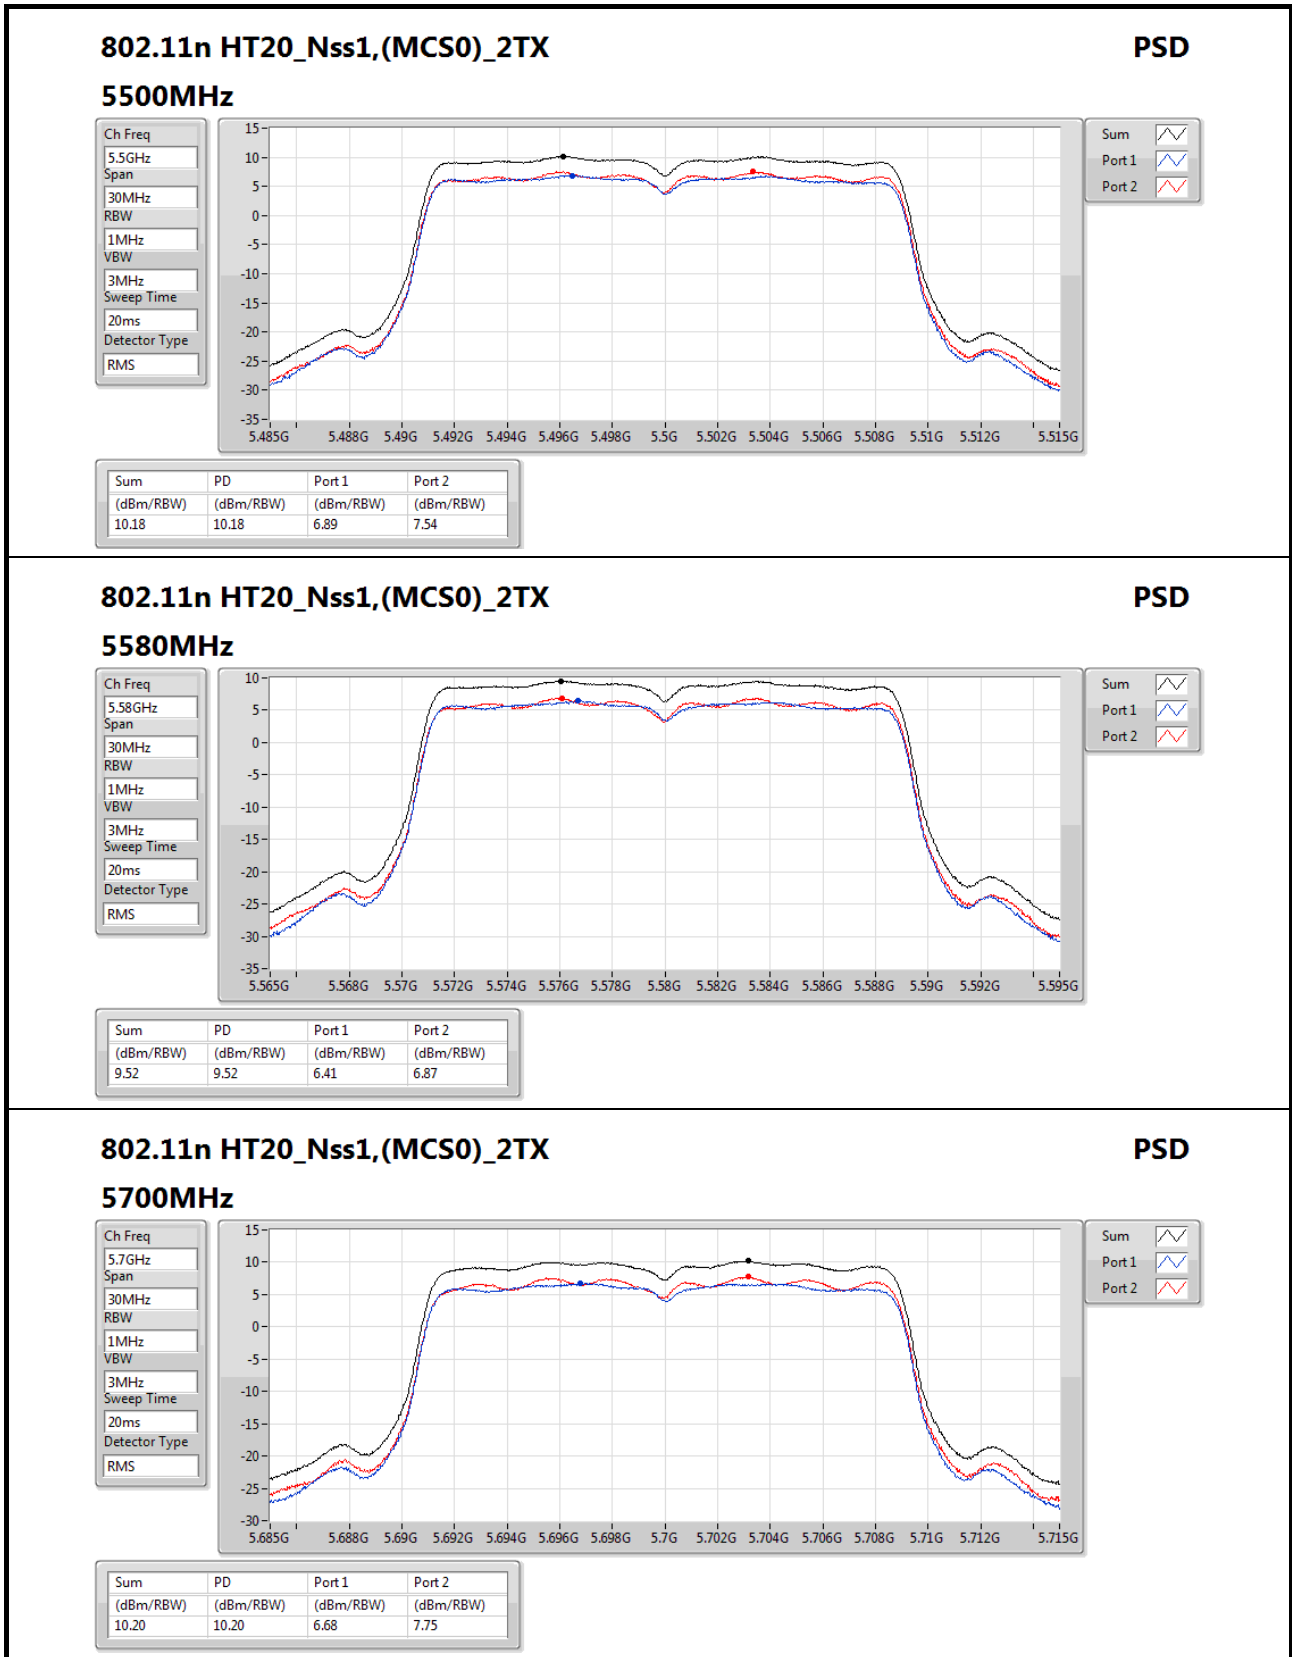 802.11n HT20_Nss1,(MCS0)_2TX PSD
5500MHz
Ch Freq
5.5GHz
Span
30MHz
RBW
1MHz
VBW
3MHz
Sweep Time
20ms
Detector Type
RMS
15
10
5
0
-5
-10
-15
-20
-25
-30
-35
5.485G 5.488G 5.49G 5.492G 5.494G 5.496G 5.498G 5.5G 5.502G 5.504G 5.506G 5.508G 5.51G 5.512G 5.515G
Sum
Port 1
Port 2
Sum PD Port 1 Port 2
(dBm/RBW) (dBm/RBW) (dBm/RBW) (dBm/RBW)
10.18 10.18 6.89 7.54
802.11n HT20_Nss1,(MCS0)_2TX PSD
5580MHz
Ch Freq
5.58GHz
Span
30MHz
RBW
1MHz
VBW
3MHz
Sweep Time
20ms
Detector Type
RMS
10
5
0
-5
-10
-15
-20
-25
-30
-35
5.565G 5.568G 5.57G 5.572G 5.574G 5.576G 5.578G 5.58G 5.582G 5.584G 5.586G 5.588G 5.59G 5.592G 5.595G
Sum
Port 1
Port 2
Sum PD Port 1 Port 2
(dBm/RBW) (dBm/RBW) (dBm/RBW) (dBm/RBW)
9.52 9.52 6.41 6.87
802.11n HT20_Nss1,(MCS0)_2TX PSD
5700MHz
Ch Freq
5.7GHz
Span
30MHz
RBW
1MHz
VBW
3MHz
Sweep Time
20ms
Detector Type
RMS
15
10
5
0
-5
-10
-15
-20
-25
-30
5.685G 5.688G 5.69G 5.692G 5.694G 5.696G 5.698G 5.7G 5.702G 5.704G 5.706G 5.708G 5.71G 5.712G 5.715G
Sum
Port 1
Port 2
Sum PD Port 1 Port 2
(dBm/RBW) (dBm/RBW) (dBm/RBW) (dBm/RBW)
10.20 10.20 6.68 7.75